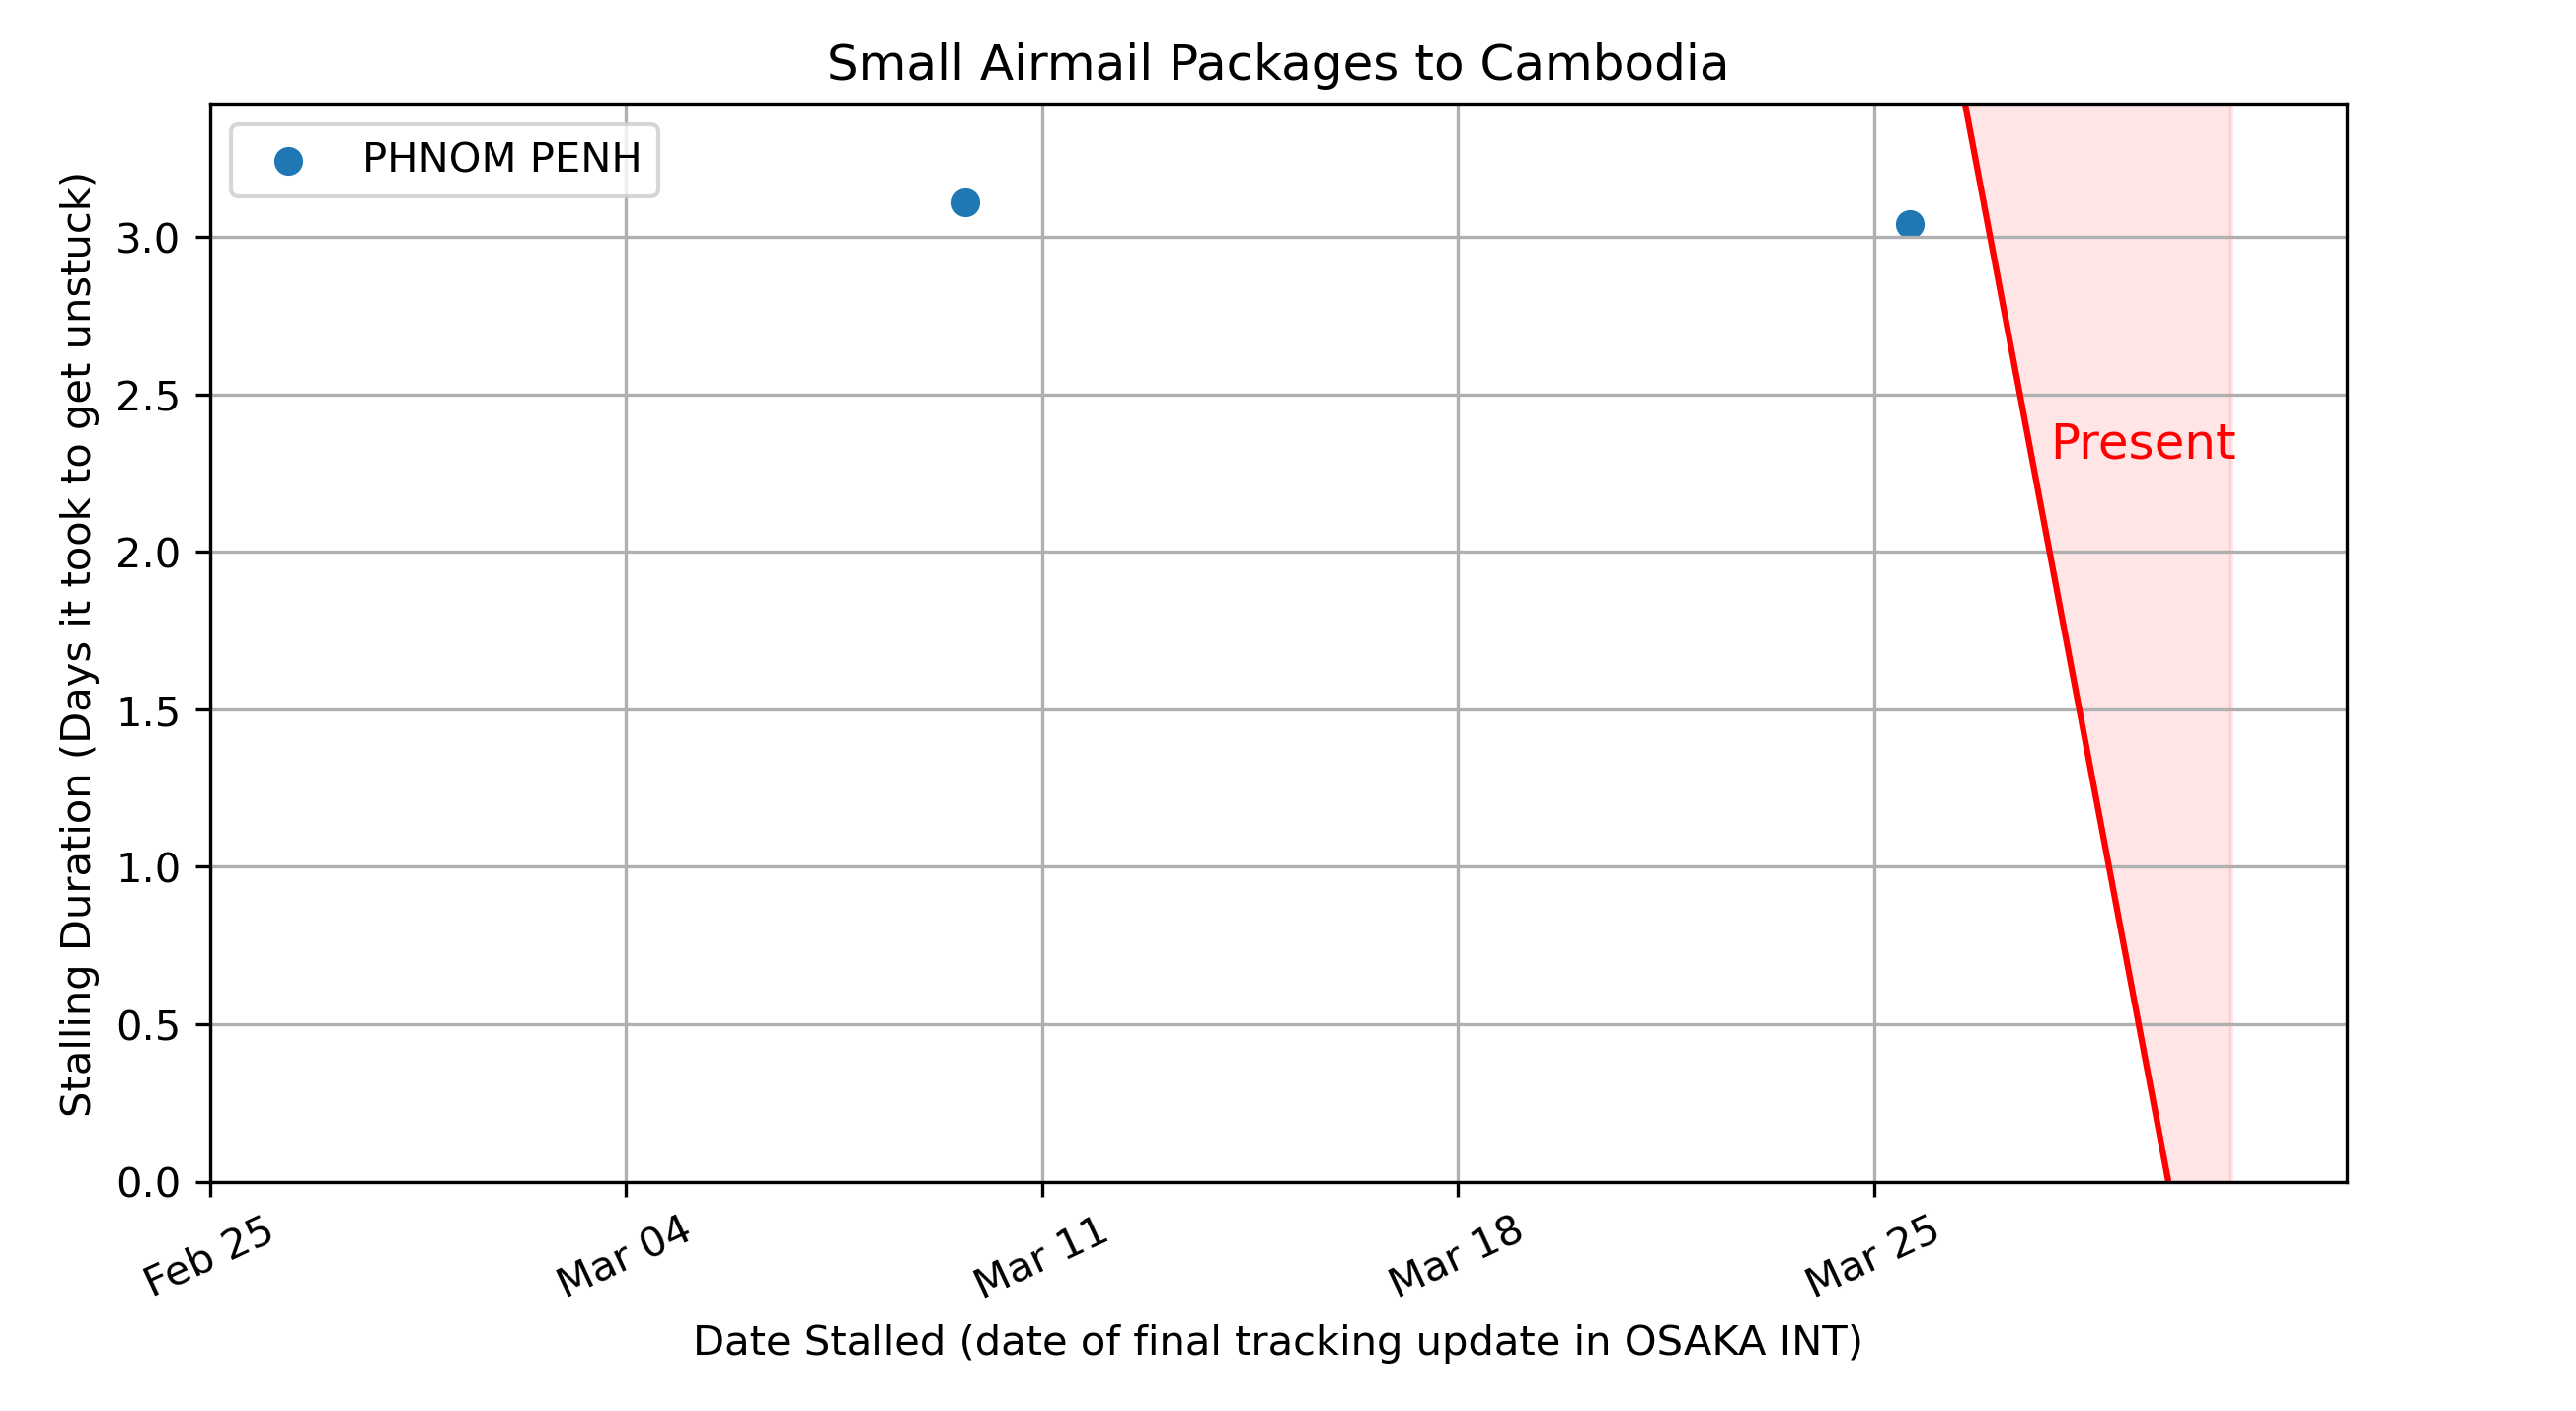 Small Airmail Packages to Cambodia
PHNOM PENH
Present
Stalling Duration (Days it took to get unstuck)
3.0
2.5
2.0
1.5
1.0
0.5
0.0
Feb 25
Mar 04
Mar 11
Mar 18
Mar 25
Date Stalled (date of final tracking update in OSAKA INT)